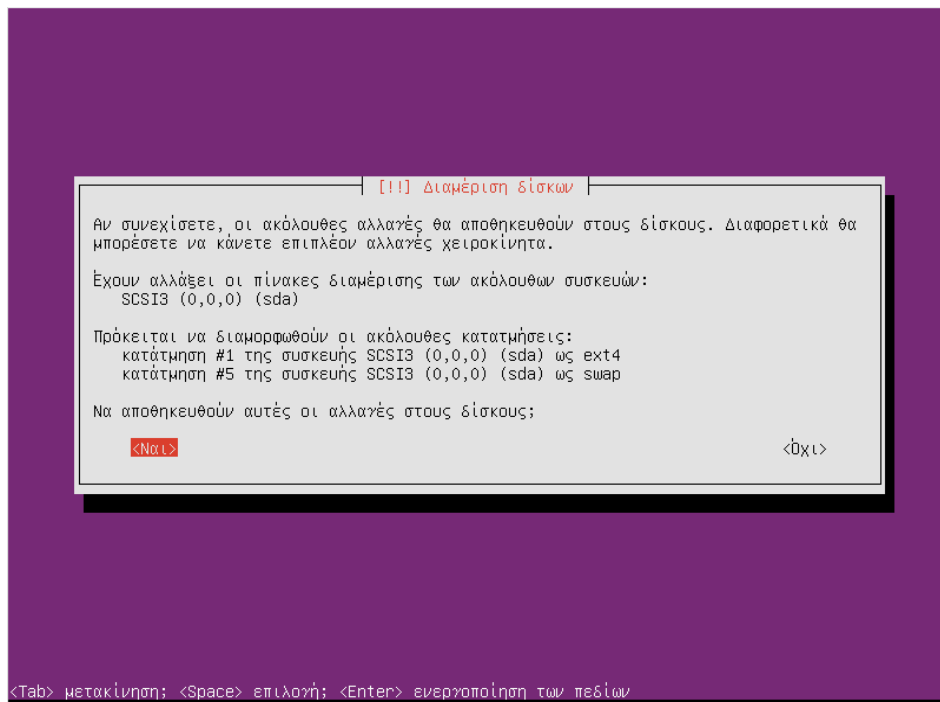 [!!] Διαμέριση δίσκων
Αν συνεχίσετε, οι ακόλουθες αλλαγές θα αποθηκευθούν στους δίσκους. Διαφορετικά θα
μπορέσετε να κάνετε επιπλέον αλλαγές χειροκίνητα.
Έχουν αλλάξει οι πίνακες διαμέρισης των ακόλουθων συσκευών:
SCSI3 (0,0,0) (sda)
Πρόκειται να διαμορφωθούν οι ακόλουθες κατατμήσεις:
κατάτμηση #1 της συσκευής SCSI3 (0,0,0) (sda) ως ext4
κατάτμηση #5 της συσκευής SCSI3 (0,0,0) (sda) ως swap
Να αποθηκευθούν αυτές οι αλλαγές στους δίσκους;
<Ναι> <Όχι>
<Tab> μετακίνηση; <Space> επιλογή; <Enter> ενεργοποίηση των πεδίων